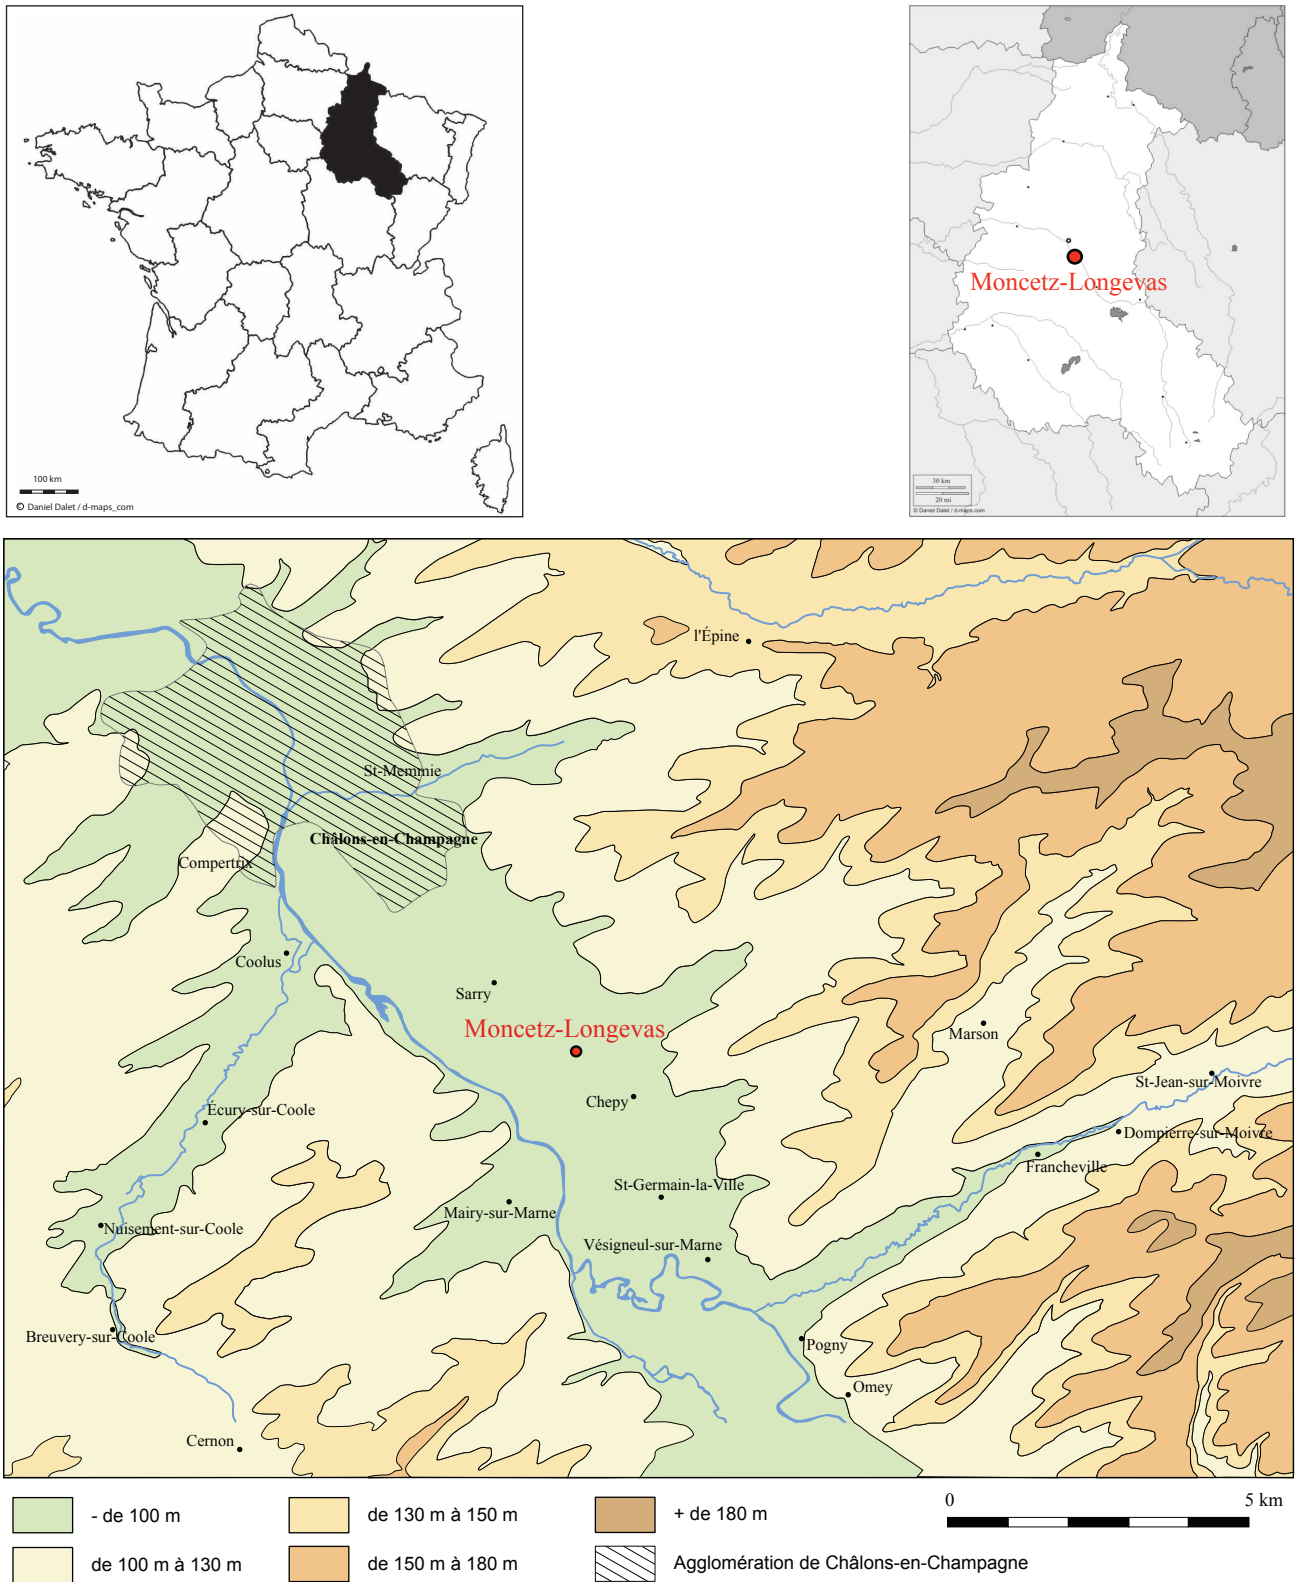 100 km
© Daniel Dalet / d-maps_com
Moncetz-Longevas
30 km
20 mi
© Daniel Dalet / d-maps.com
l'Épine
St-Memmie
Châlons-en-Champagne
Compertrix
Coolus
Sarry
Moncetz-Longevas
Marson
St-Jean-sur-Moivre
Chepy
Écury-sur-Coole
Dompierre-sur-Moivre
Francheville
St-Germain-la-Ville
Mairy-sur-Marne
Nuisement-sur-Coole
Vésigneul-sur-Marne
Breuvery-sur-Coole
Pogny
Omey
Cernon
- de 100 m
de 130 m à 150 m
+ de 180 m
0 5 km
de 100 m à 130 m
de 150 m à 180 m
Agglomération de Châlons-en-Champagne